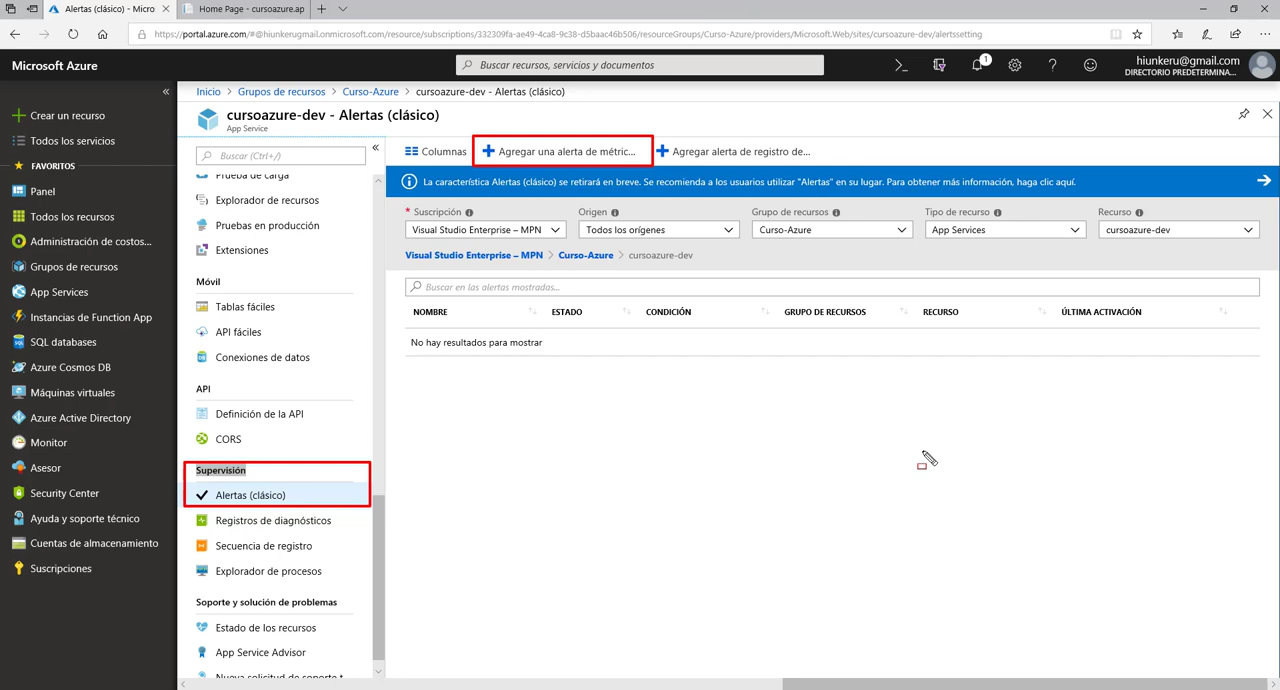 Alertas (clásico) - Micro
Home Page - cursoazure.ap
https://portal.azure.com/#@hiunkerugmail.onmicrosoft.com/resource/subscriptions/332309fa-ae49-4ca8-9c38-d5baac46b506/resourceGroups/Curso-Azure/providers/Microsoft.Web/sites/cursoazure-dev/alertssetting
Microsoft Azure
Buscar recursos, servicios y documentos
1
hiunkeru@gmail.com
DIRECTORIO PREDETERMINA...
Crear un recurso
Todos los servicios
FAVORITOS
Panel
Todos los recursos
Administración de costos...
Grupos de recursos
App Services
Instancias de Function App
SQL databases
Azure Cosmos DB
Máquinas virtuales
Azure Active Directory
Monitor
Asesor
Security Center
Ayuda y soporte técnico
Cuentas de almacenamiento
Suscripciones
Inicio > Grupos de recursos > Curso-Azure > cursoazure-dev - Alertas (clásico)
cursoazure-dev - Alertas (clásico)
App Service
Buscar (Ctrl+/)
Prueba de carga
Explorador de recursos
Pruebas en producción
Extensiones
Móvil
Tablas fáciles
API fáciles
Conexiones de datos
API
Definición de la API
CORS
Supervisión
Alertas (clásico)
Registros de diagnósticos
Secuencia de registro
Explorador de procesos
Soporte y solución de problemas
Estado de los recursos
App Service Advisor
Nueva solicitud de soporte t
Columnas
Agregar una alerta de métric...
Agregar alerta de registro de...
La característica Alertas (clásico) se retirará en breve. Se recomienda a los usuarios utilizar "Alertas" en su lugar. Para obtener más información, haga clic aquí.
* Suscripción
Origen
Grupo de recursos
Tipo de recurso
Recurso
Visual Studio Enterprise – MPN
Todos los orígenes
Curso-Azure
App Services
cursoazure-dev
Visual Studio Enterprise – MPN > Curso-Azure > cursoazure-dev
Buscar en las alertas mostradas...
NOMBRE
ESTADO
CONDICIÓN
GRUPO DE RECURSOS
RECURSO
ÚLTIMA ACTIVACIÓN
No hay resultados para mostrar